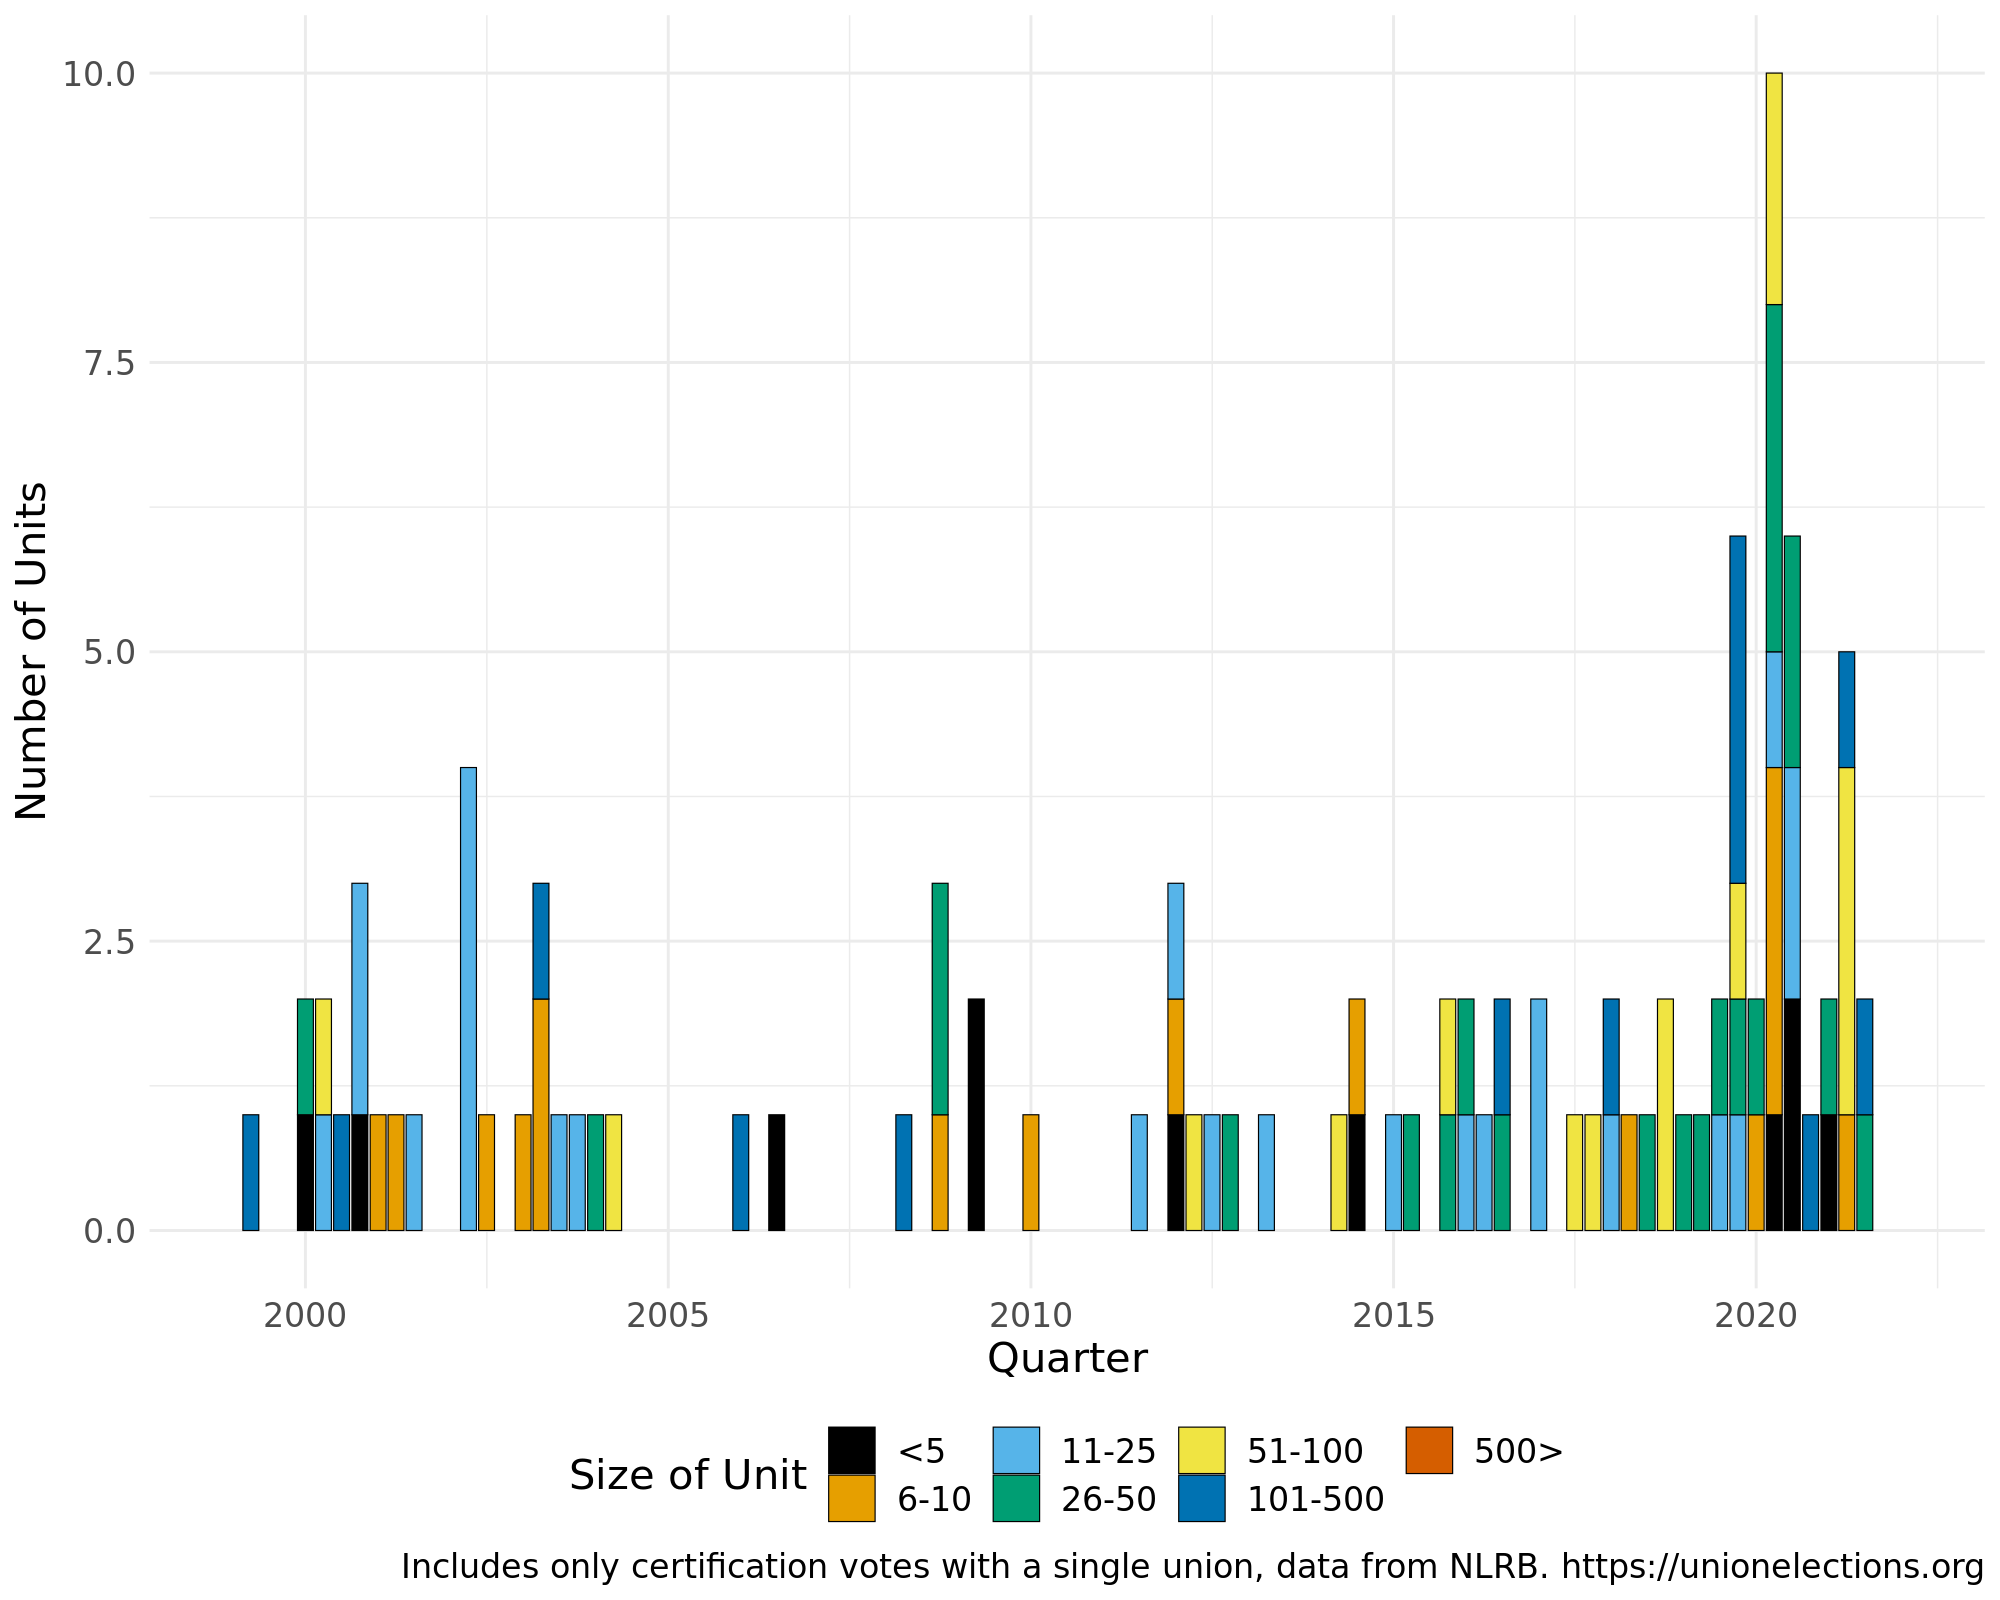 10.0
7.5
5.0
2.5
0.0
Number of Units
2000 2005 2010 2015 2020
Quarter
Size of Unit
<5 11-25 51-100 500>
6-10 26-50 101-500
Includes only certification votes with a single union, data from NLRB. https://unionelections.org